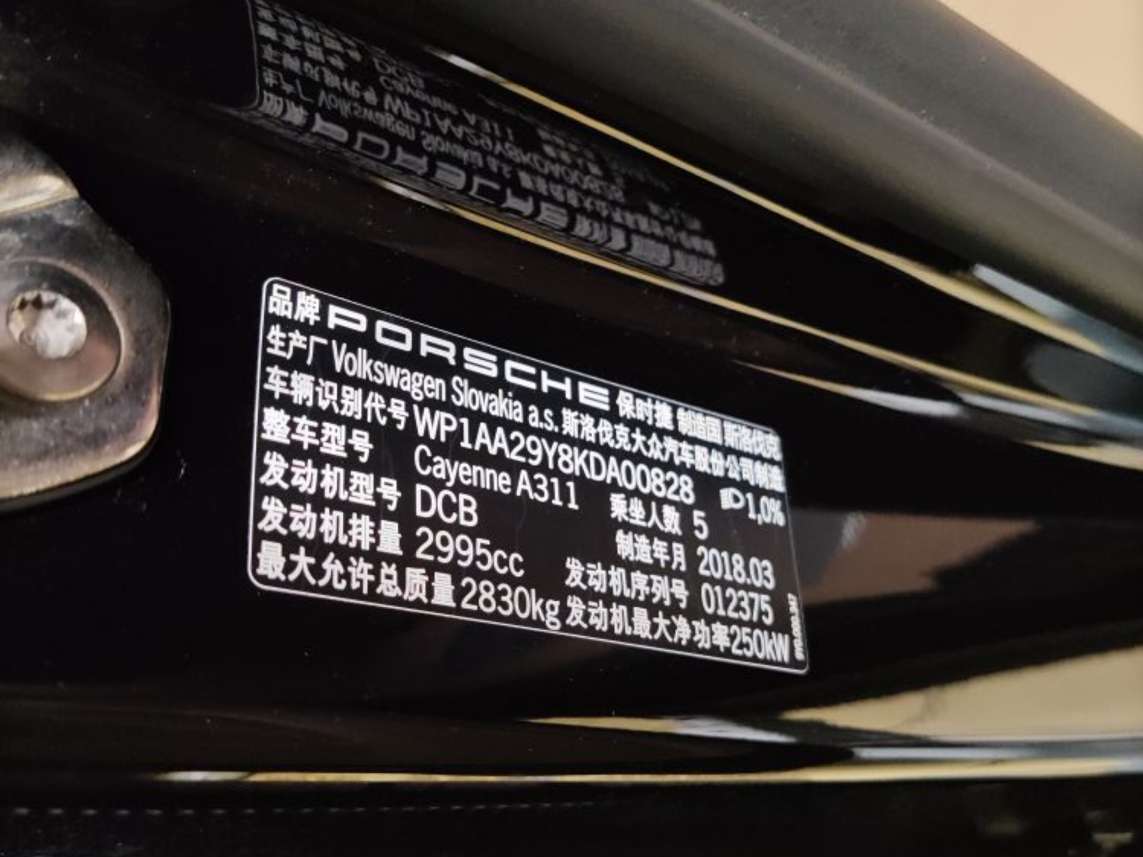 品牌 PORSCHE 保时捷 制造国 斯洛伐克
生产厂 Volkswagen Slovakia a.s. 斯洛伐克大众汽车股份公司制造
车辆识别代号 WP1AA29Y8KDA00828 1,0%
整车型号 Cayenne A311 乘坐人数 5
发动机型号 DCB 制造年月 2018.03
发动机排量 2995cc 发动机序列号 012375
最大允许总质量 2830kg 发动机最大净功率 250kW